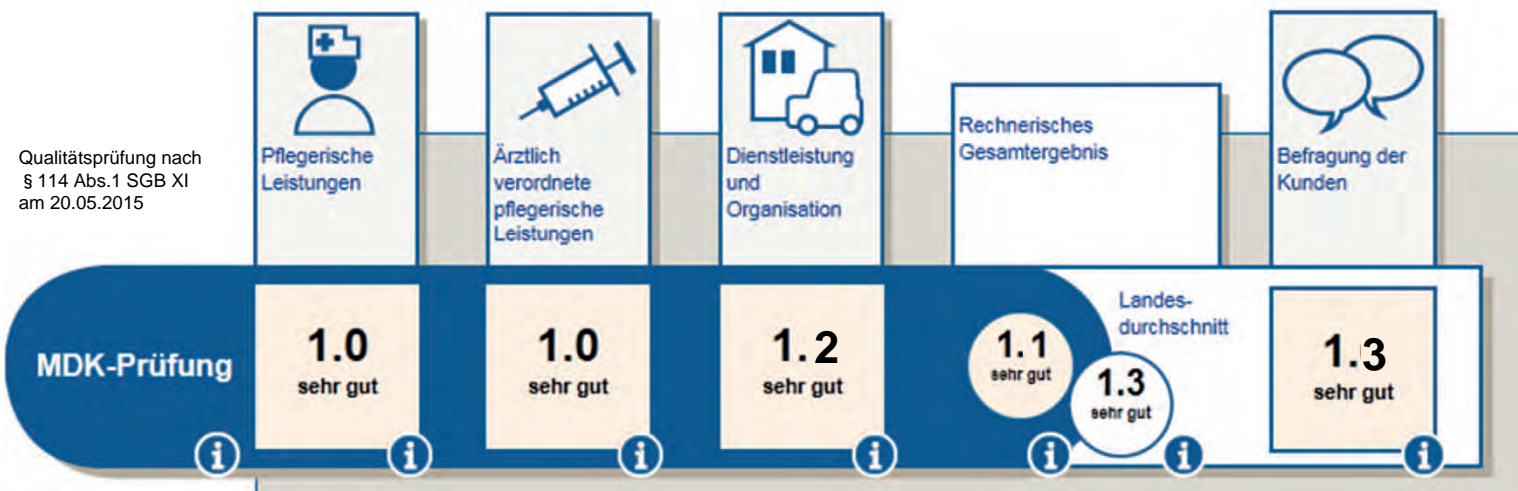 Qualitätsprüfung nach
§ 114 Abs.1 SGB XI
am 20.05.2015
Pflegerische
Leistungen
Ärztlich
verordnete
pflegerische
Leistungen
Dienstleistung
und
Organisation
Rechnerisches
Gesamtergebnis
Befragung der
Kunden
MDK-Prüfung
1.0
sehr gut
1.0
sehr gut
1.2
sehr gut
1.1
sehr gut
Landes-
durchschnitt
1.3
sehr gut
1.3
sehr gut
i
i
i
i
i
i
i